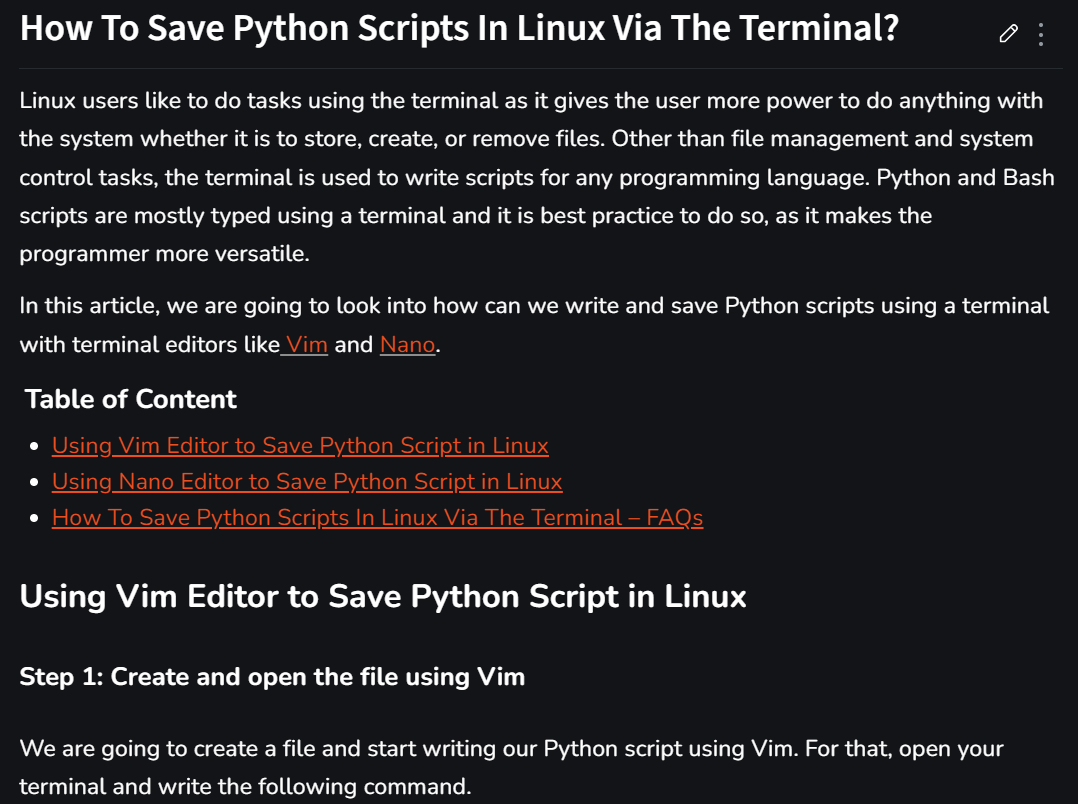 How To Save Python Scripts In Linux Via The Terminal?
Linux users like to do tasks using the terminal as it gives the user more power to do anything with
the system whether it is to store, create, or remove files. Other than file management and system
control tasks, the terminal is used to write scripts for any programming language. Python and Bash
scripts are mostly typed using a terminal and it is best practice to do so, as it makes the
programmer more versatile.
In this article, we are going to look into how can we write and save Python scripts using a terminal
with terminal editors like Vim and Nano.
Table of Content
• Using Vim Editor to Save Python Script in Linux
• Using Nano Editor to Save Python Script in Linux
• How To Save Python Scripts In Linux Via The Terminal – FAQs
Using Vim Editor to Save Python Script in Linux
Step 1: Create and open the file using Vim
We are going to create a file and start writing our Python script using Vim. For that, open your
terminal and write the following command.